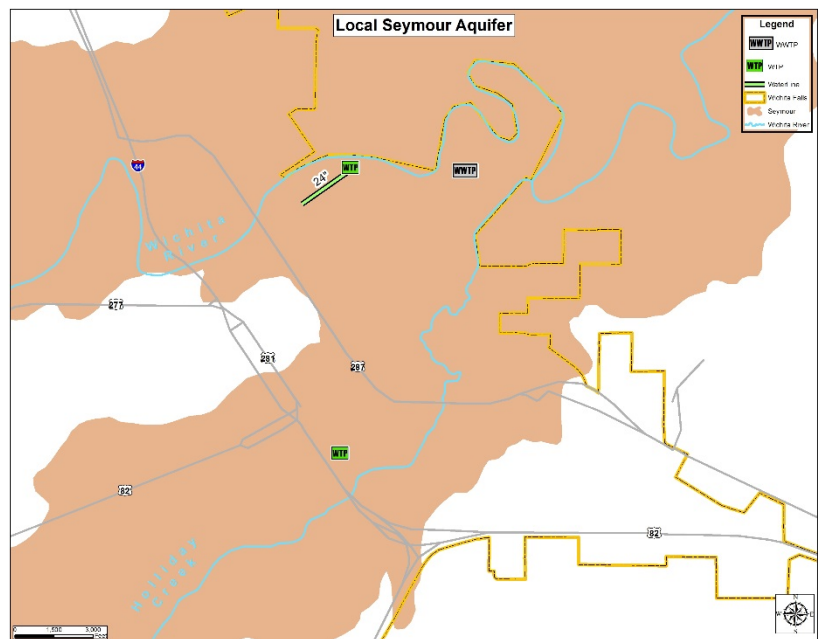 Local Seymour Aquifer
Legend
WWTP WWTP
WTP WTP
WaterLine
Wichita Falls
Seymour
Wichita River
44
WTP
24"
WWTP
Wichita
River
277
281
287
WTP
82
82
Holliday
Creek
0 1,500 3,000
Feet
N
W E
S